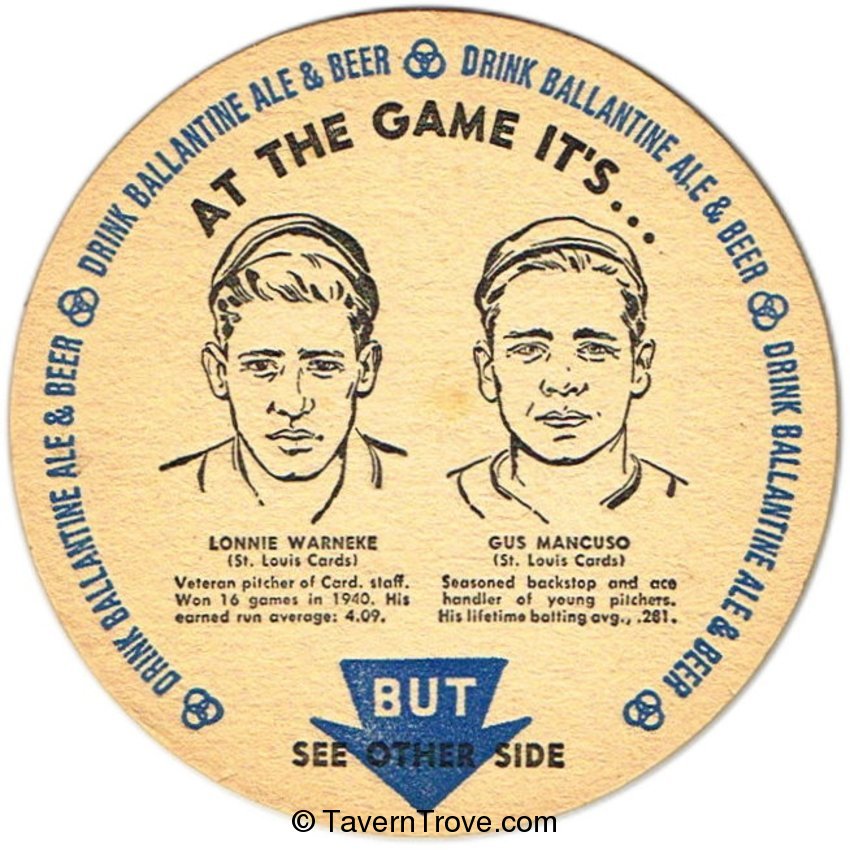 DRINK BALLANTINE ALE & BEER
DRINK BALLANTINE ALE & BEER
DRINK BALLANTINE ALE & BEER
DRINK BALLANTINE ALE & BEER
AT THE GAME IT'S...
LONNIE WARNEKE
(St. Louis Cards)
Veteran pitcher of Card. staff.
Won 16 games in 1940. His
earned run average: 4.09.
GUS MANCUSO
(St. Louis Cards)
Seasoned backstop and ace
handler of young pitchers.
His lifetime batting avg., .281.
BUT
SEE OTHER SIDE
© TavernTrove.com